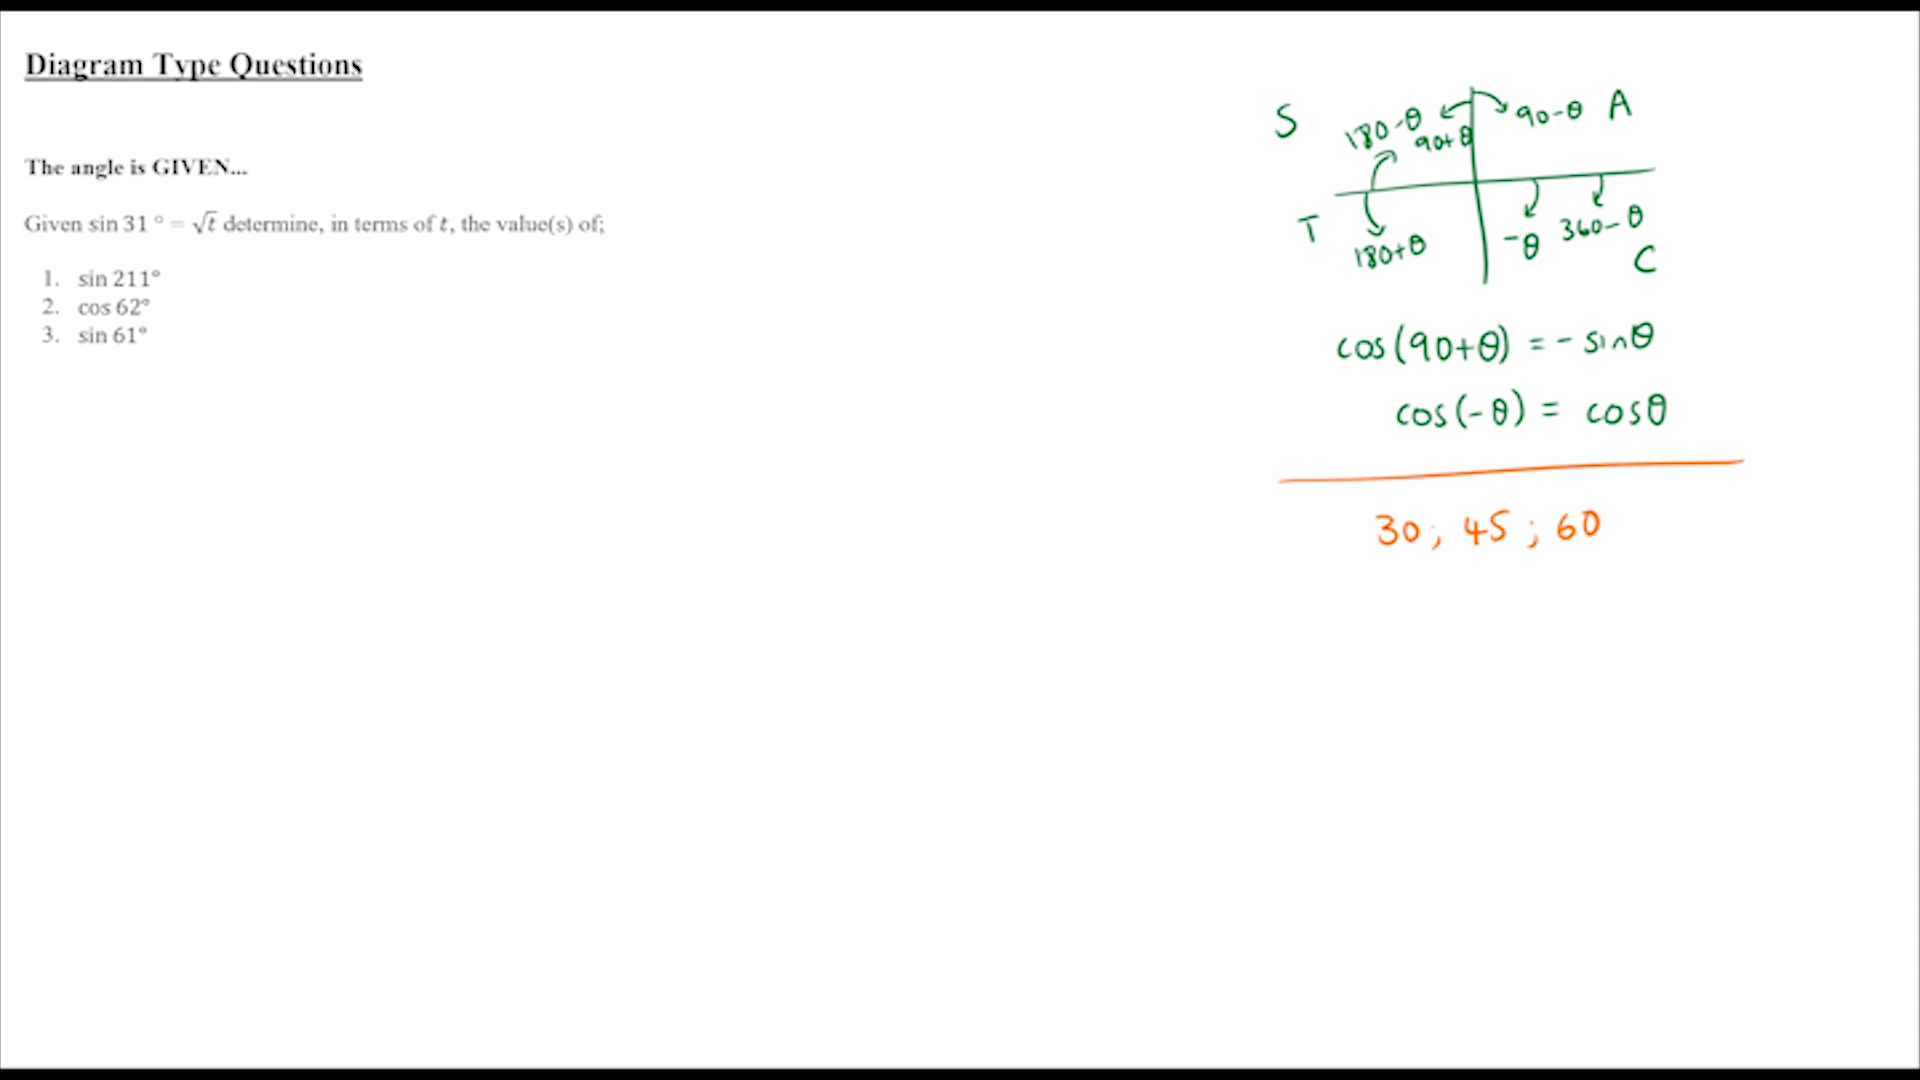 Diagram Type Questions
The angle is GIVEN...
Given sin 31 ° = √t determine, in terms of t, the value(s) of;
1. sin 211°
2. cos 62°
3. sin 61°
S 180-θ 90-θ A
90+θ
T 180+θ -θ 360-θ
C
cos(90+θ) = - sinθ
cos(-θ) = cosθ
30; 45; 60